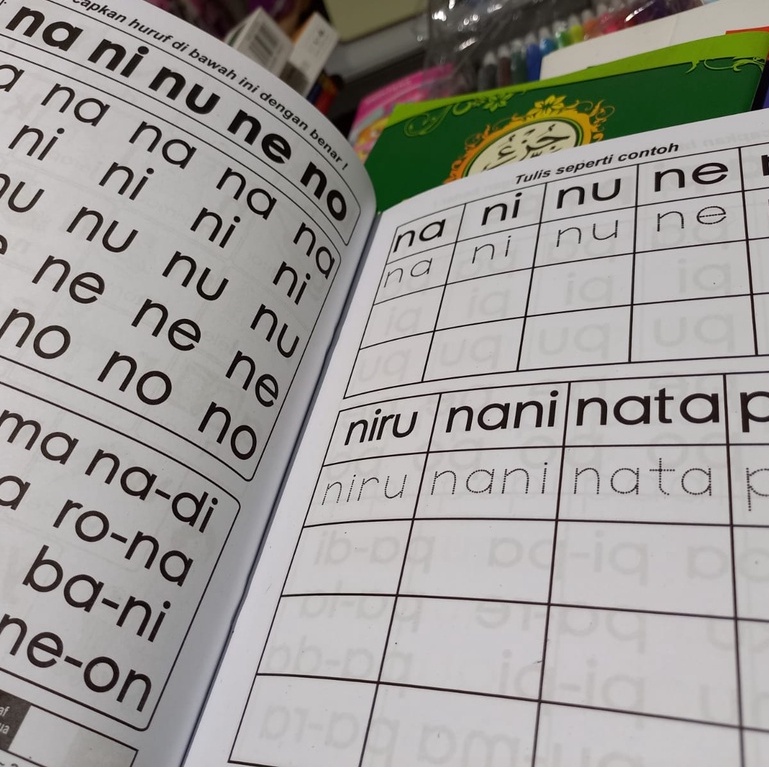 huruf di bawah ini dengan benar !
na ni nu ne no
na na na na
ni ni ni ni
nu nu nu
ne ne ne
no no no
na-di
ro-na
ba-ni
ne-on
Tulis seperti contoh
na ni nu ne
na ni nu ne
niru nani nata
niru nani nata